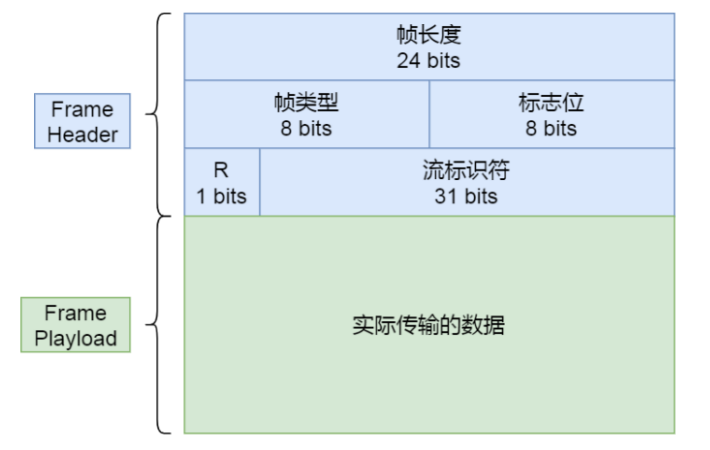 帧长度
24 bits
Frame
Header
帧类型
8 bits
标志位
8 bits
R
1 bits
流标识符
31 bits
Frame
Playload
实际传输的数据